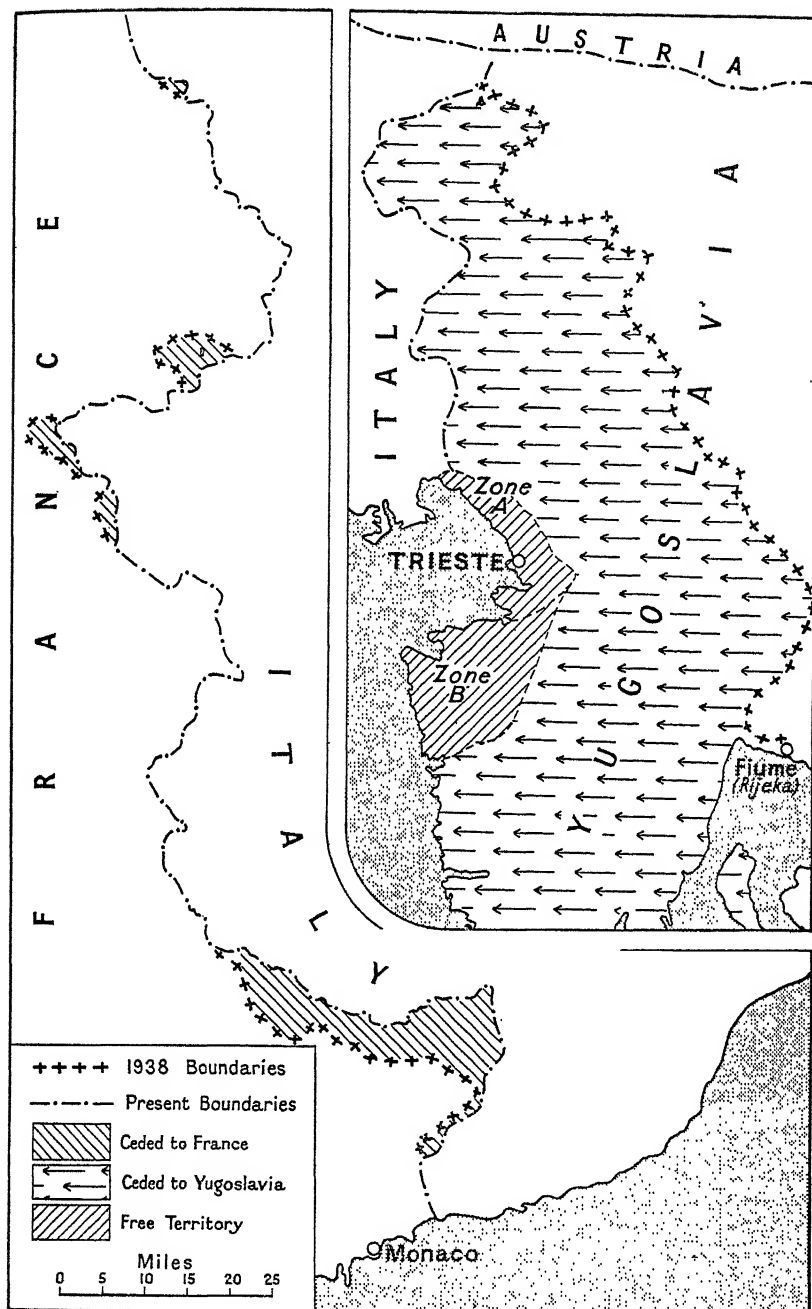 AUSTRIA
FRANCE
ITALY
ITALY
YUGOSLAVIA
Zone
A
TRIESTE
Zone
B
Fiume
(Rijeka)
++++ 1938 Boundaries
Present Boundaries
Ceded to France
Ceded to Yugoslavia
Free Territory
Miles
0 5 10 15 20 25
Monaco